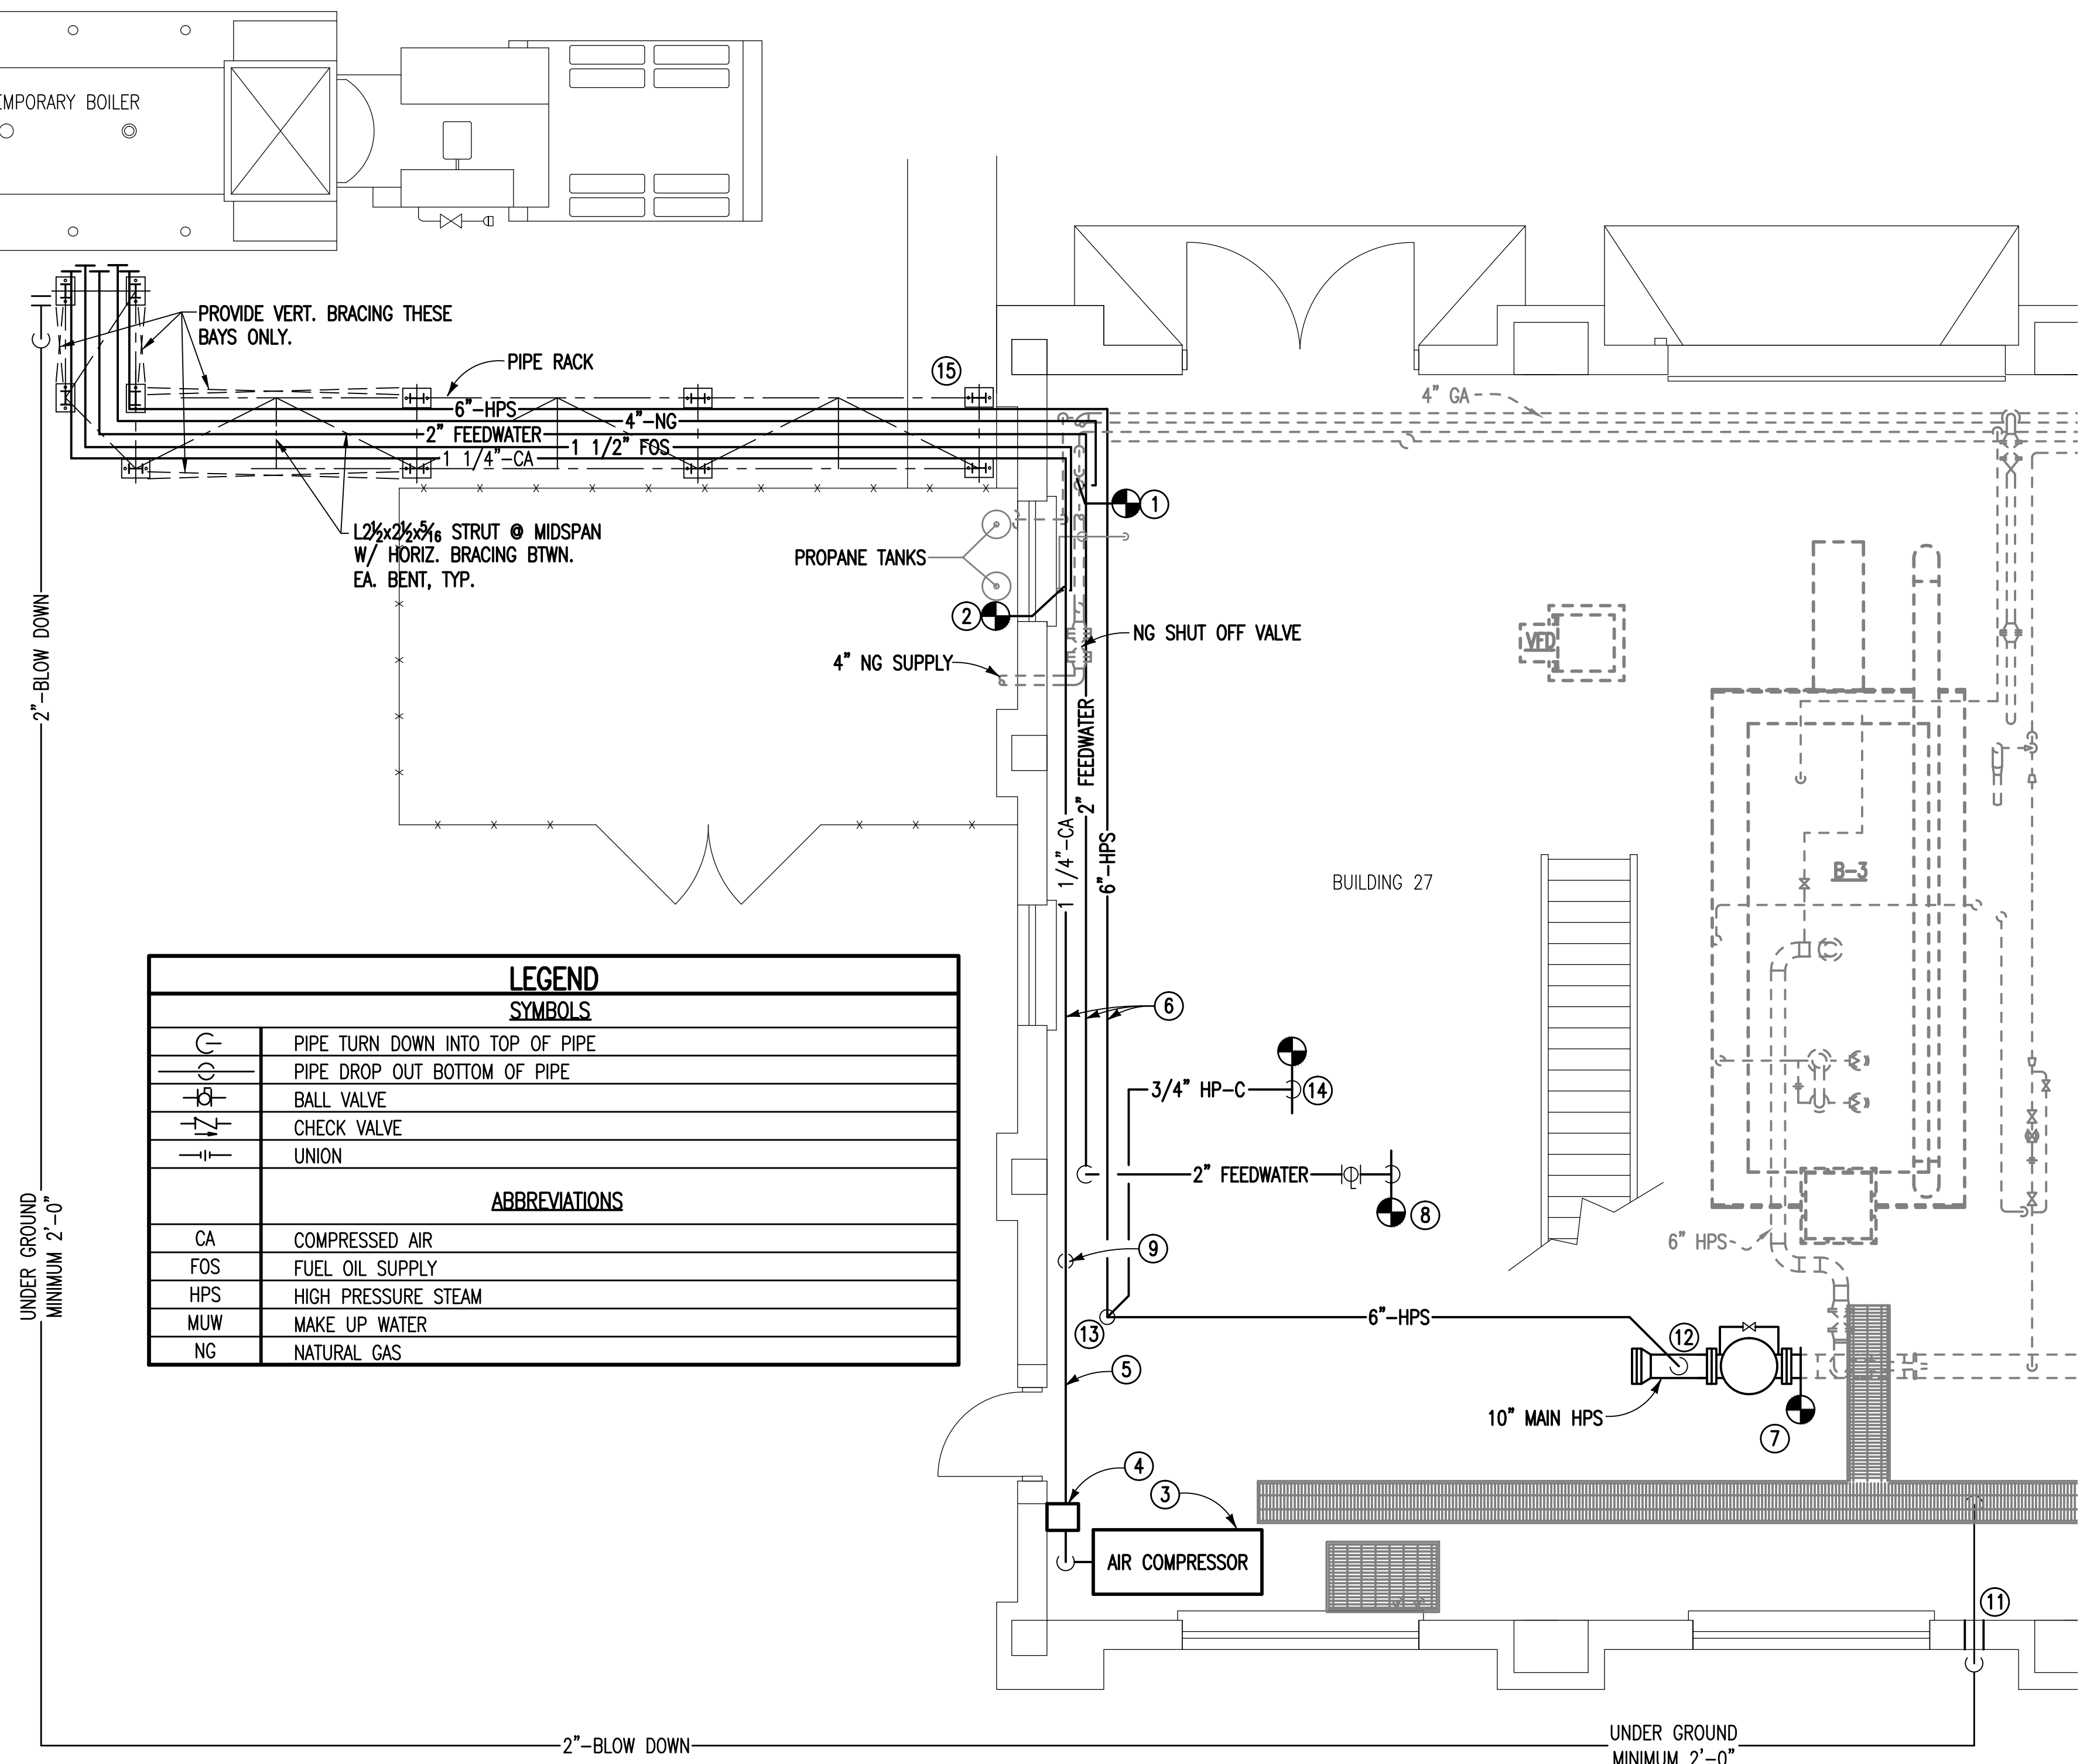 EMPORARY BOILER
PROVIDE VERT. BRACING THESE
BAYS ONLY.
PIPE RACK
15
6"-HPS
4"-NG
2" FEEDWATER
1 1/2" FOS
1 1/4"-CA
4" GA
L2½x2½x5/16 STRUT @ MIDSPAN
W/ HORIZ. BRACING BTWN.
EA. BENT, TYP.
PROPANE TANKS
1
2
NG SHUT OFF VALVE
4" NG SUPPLY
VFD
2"-BLOW DOWN
2" FEEDWATER
1 1/4"-CA
6"-HPS
BUILDING 27
B-3
LEGEND
SYMBOLS
PIPE TURN DOWN INTO TOP OF PIPE
PIPE DROP OUT BOTTOM OF PIPE
BALL VALVE
CHECK VALVE
UNION
ABBREVIATIONS
CA COMPRESSED AIR
FOS FUEL OIL SUPPLY
HPS HIGH PRESSURE STEAM
MUW MAKE UP WATER
NG NATURAL GAS
6
3/4" HP-C
14
2" FEEDWATER
8
9
6" HPS
UNDER GROUND
MINIMUM 2'-0"
13
6"-HPS
12
5
10" MAIN HPS
7
4
3
AIR COMPRESSOR
11
2"-BLOW DOWN
UNDER GROUND
MINIMUM 2'-0"